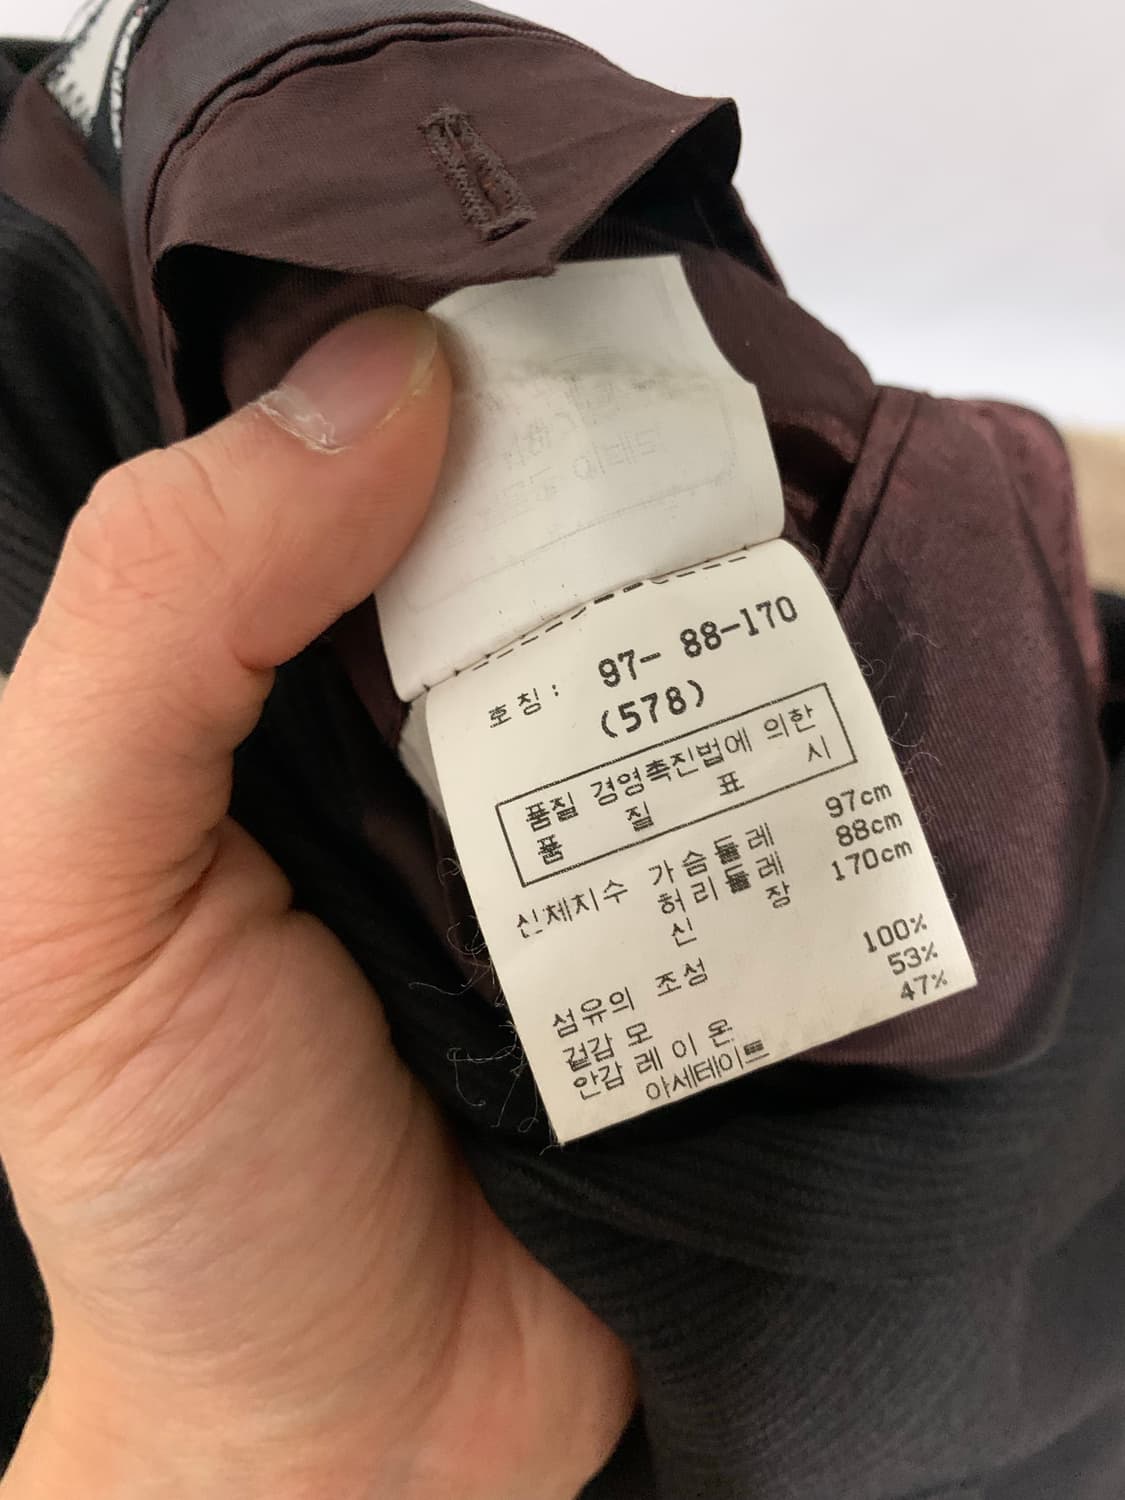 호칭: 97- 88-170
(578)
품질 경영촉진법에 의한
품 질 표 시
신체치수 가슴둘레 97cm
허리둘레 88cm
신 장 170cm
섬유의 조성
겉감 모 100%
안감 레이온 53%
아세테이트 47%